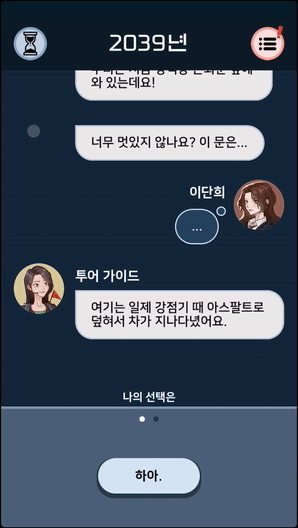 2039년
와 있는데요!
너무 멋있지 않나요? 이 문은...
이단희
...
투어 가이드
여기는 일제 강점기 때 아스팔트로
덮혀서 차가 지나다녔어요.
나의 선택은
하아.